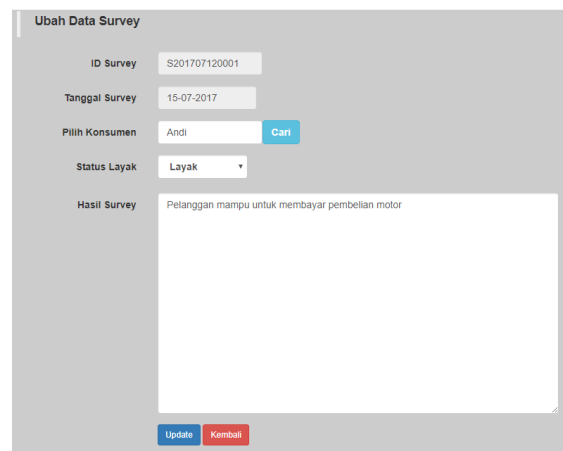 Ubah Data Survey
ID Survey S201707120001
Tanggal Survey 15-07-2017
Pilih Konsumen Andi Cari
Status Layak Layak
Hasil Survey Pelanggan mampu untuk membayar pembelian motor
Update Kembali